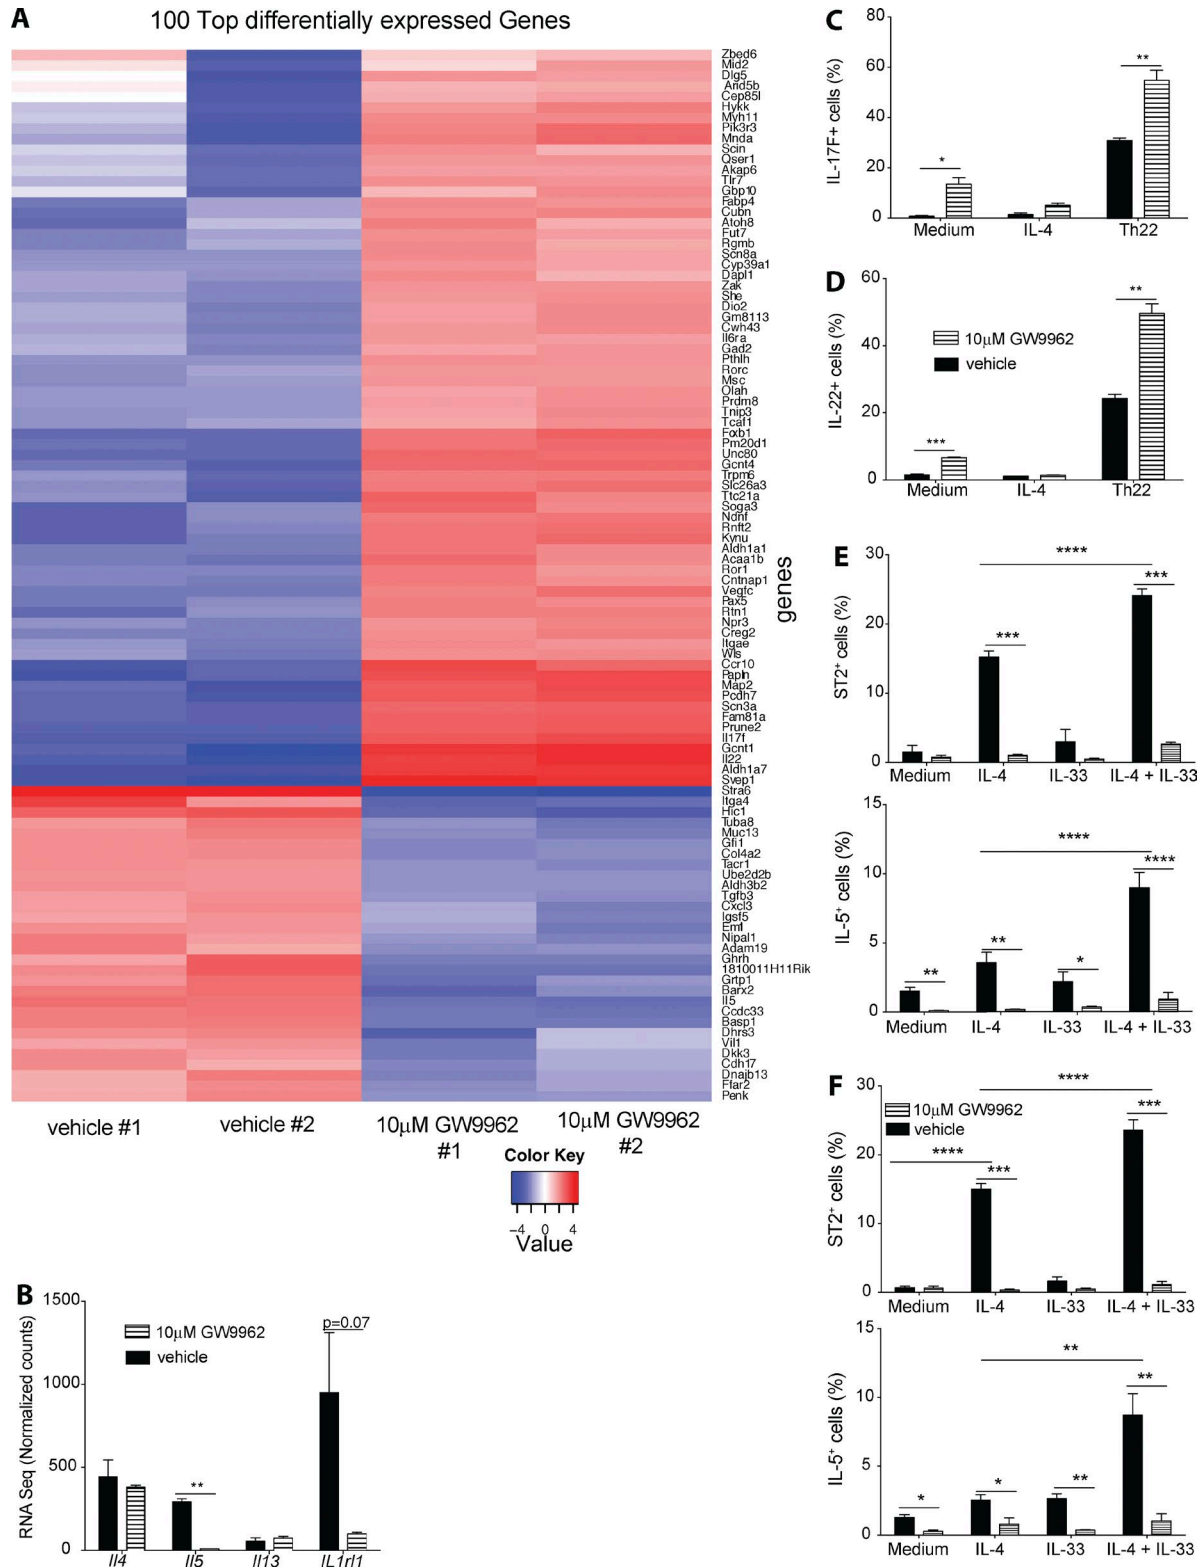 A
100 Top differentially expressed Genes
Zbed6
Mid2
Dlg5
Arid5b
Cep85l
Hykk
Myh11
Pik3r3
Mnda
Scin
Qser1
Akap6
Tlr7
Gbp10
Fabp4
Cubn
Atoh8
Fut7
Rgmb
Scn8a
Cyp39a1
Dapl1
Zak
She
Dio2
Gm8113
Cwh43
Il6ra
Gad2
Pthlh
Rorc
Msc
Olah
Prdm8
Tnip3
Tcaf1
Foxb1
Pm20d1
Unc80
Gcnt4
Trpm6
Slc26a3
Ttc21a
Soga3
Ndnf
Rnft2
Kynu
Aldh1a1
Acaa1b
Ror1
Cntnap1
Vegfc
Pax5
Rtn1
Npr3
Creg2
Itgae
Wls
Ccr10
Papln
Map2
Pcdh7
Scn3a
Fam81a
Prune2
Il17f
Gcnt1
Il22
Aldh1a7
Svep1
Stra6
Itga4
Hic1
Tuba8
Muc13
Gfi1
Col4a2
Tacr1
Ube2d2b
Aldh3b2
Tgfb3
Cxcl3
Igsf5
Emf
Nipal1
Adam19
Ghrh
1810011H11Rik
Grtp1
Barx2
Il5
Ccdc33
Basp1
Dhrs3
Vil1
Dkk3
Cdh17
Dnajb13
Ffar2
Penk
genes
vehicle #1
vehicle #2
10μM GW9962
#1
10μM GW9962
#2
Color Key
−4 0 4
Value
B
RNA Seq (Normalized counts)
1500
1000
500
0
10μM GW9962
vehicle
**
p=0.07
Il4 Il5 Il13 IL1rl1
C
IL-17F+ cells (%)
80
60
40
20
0
*
**
Medium IL-4 Th22
D
IL-22+ cells (%)
60
40
20
0
10μM GW9962
vehicle
***
**
Medium IL-4 Th22
E
ST2⁺ cells (%)
30
20
10
0
****
***
***
Medium IL-4 IL-33 IL-4 + IL-33
IL-5⁺ cells (%)
15
10
5
0
****
****
**
**
*
Medium IL-4 IL-33 IL-4 + IL-33
F
ST2⁺ cells (%)
30
20
10
0
10μM GW9962
vehicle
****
***
****
***
Medium IL-4 IL-33 IL-4 + IL-33
IL-5⁺ cells (%)
15
10
5
0
**
**
*
*
**
Medium IL-4 IL-33 IL-4 + IL-33